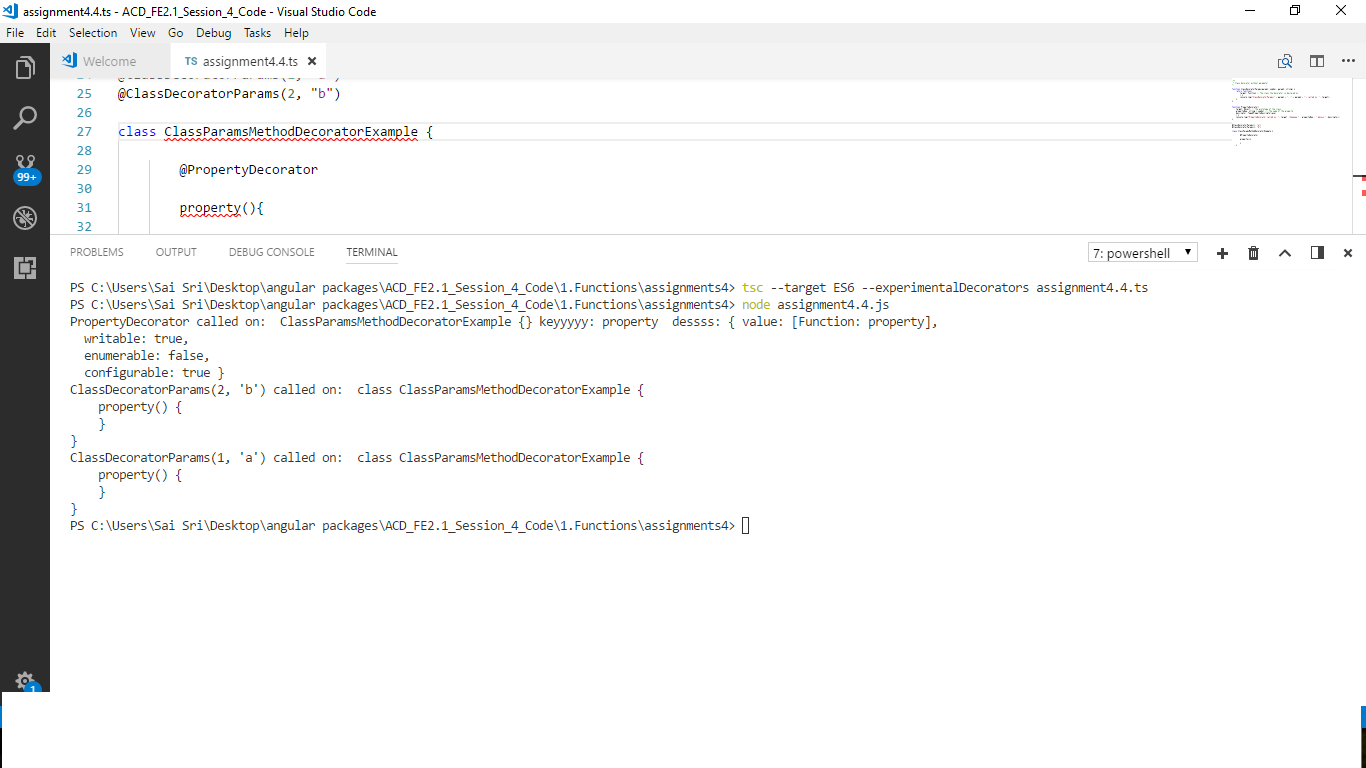 assignment4.4.ts - ACD_FE2.1_Session_4_Code - Visual Studio Code
File Edit Selection View Go Debug Tasks Help
Welcome
TS assignment4.4.ts
25 @ClassDecoratorParams(2, "b")
26
27 class ClassParamsMethodDecoratorExample {
28
29 @PropertyDecorator
30
31 property(){
32
99+
PROBLEMS OUTPUT DEBUG CONSOLE TERMINAL
7: powershell
PS C:\Users\Sai Sri\Desktop\angular packages\ACD_FE2.1_Session_4_Code\1.Functions\assignments4> tsc --target ES6 --experimentalDecorators assignment4.4.ts
PS C:\Users\Sai Sri\Desktop\angular packages\ACD_FE2.1_Session_4_Code\1.Functions\assignments4> node assignment4.4.js
PropertyDecorator called on:  ClassParamsMethodDecoratorExample {} keyyyyy: property  dessss: { value: [Function: property],
  writable: true,
  enumerable: false,
  configurable: true }
ClassDecoratorParams(2, 'b') called on:  class ClassParamsMethodDecoratorExample {
    property() {
    }
}
ClassDecoratorParams(1, 'a') called on:  class ClassParamsMethodDecoratorExample {
    property() {
    }
}
PS C:\Users\Sai Sri\Desktop\angular packages\ACD_FE2.1_Session_4_Code\1.Functions\assignments4>
1